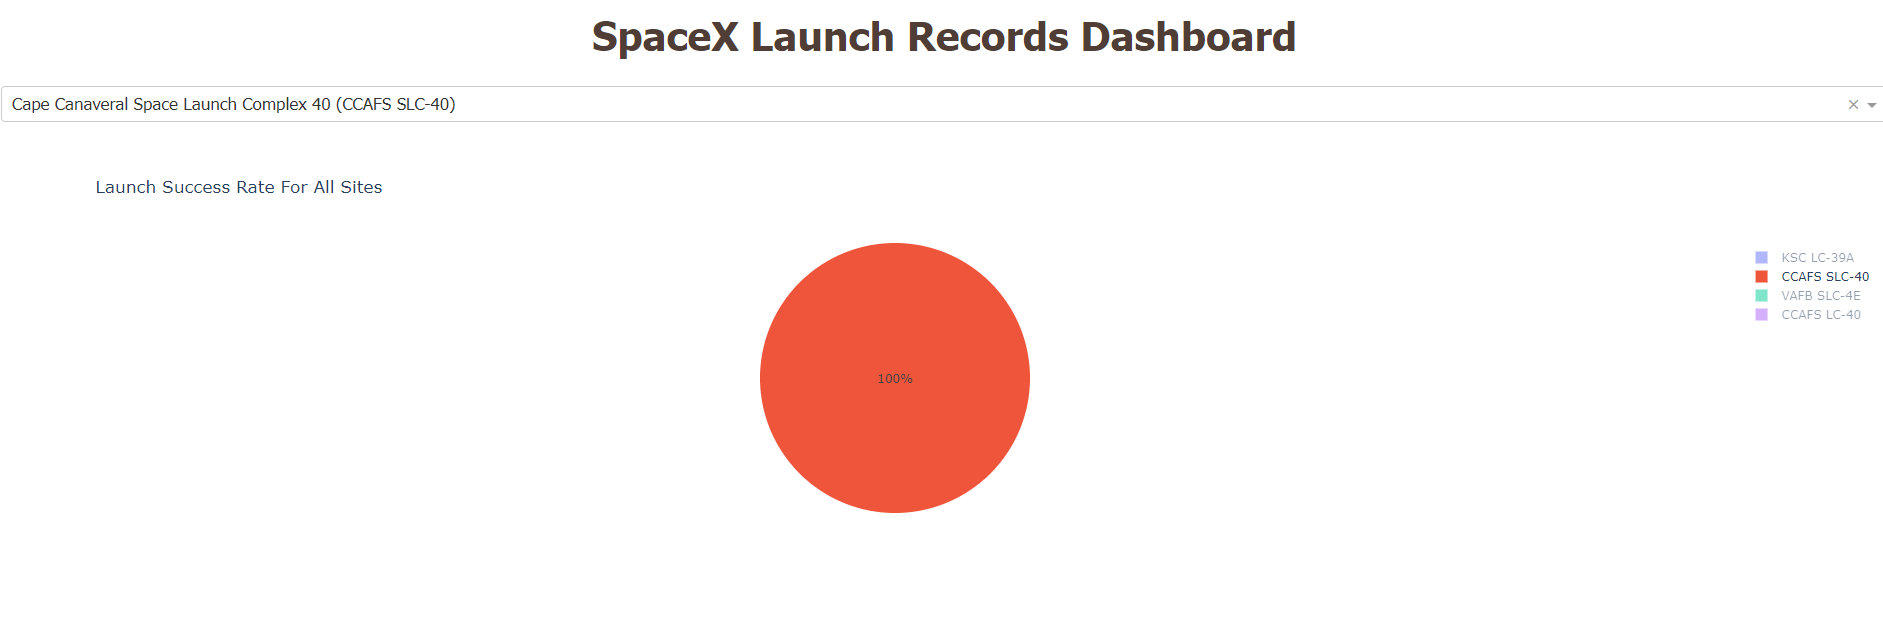 SpaceX Launch Records Dashboard
Cape Canaveral Space Launch Complex 40 (CCAFS SLC-40)
Launch Success Rate For All Sites
KSC LC-39A
CCAFS SLC-40
VAFB SLC-4E
CCAFS LC-40
100%